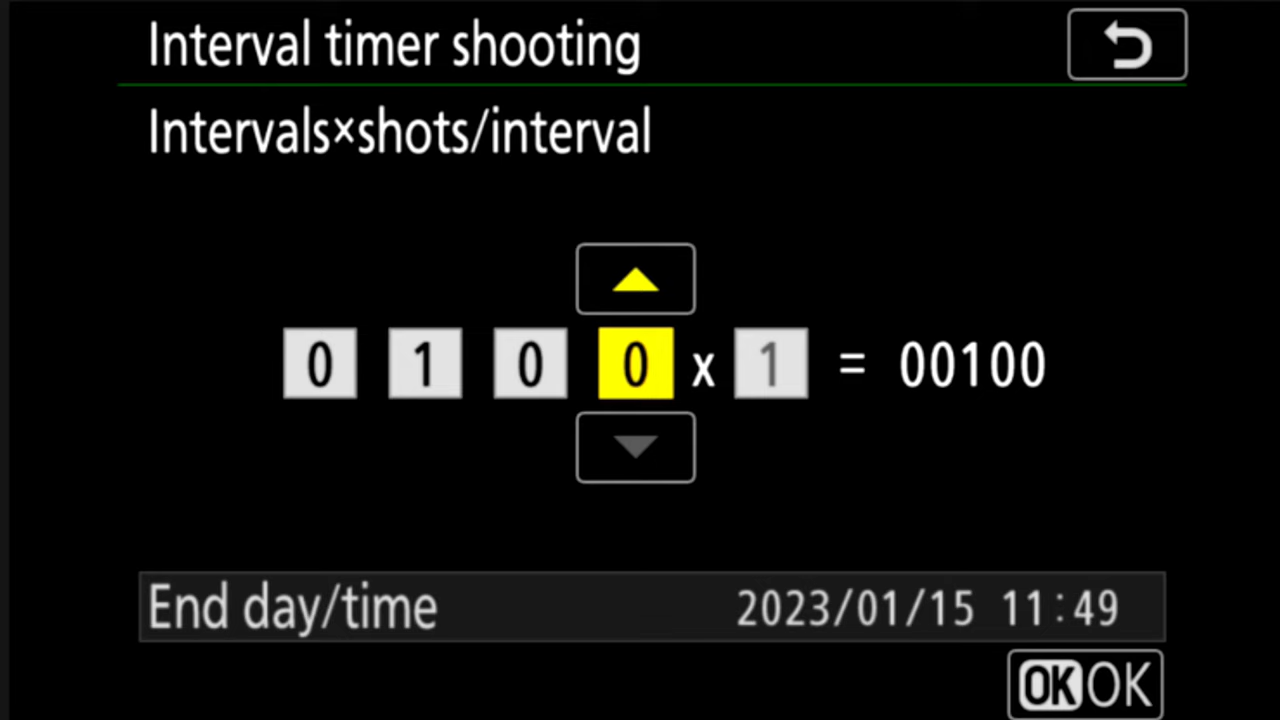 Interval timer shooting
Intervals×shots/interval
0 1 0 0 x 1 = 00100
End day/time 2023/01/15 11:49
OK OK